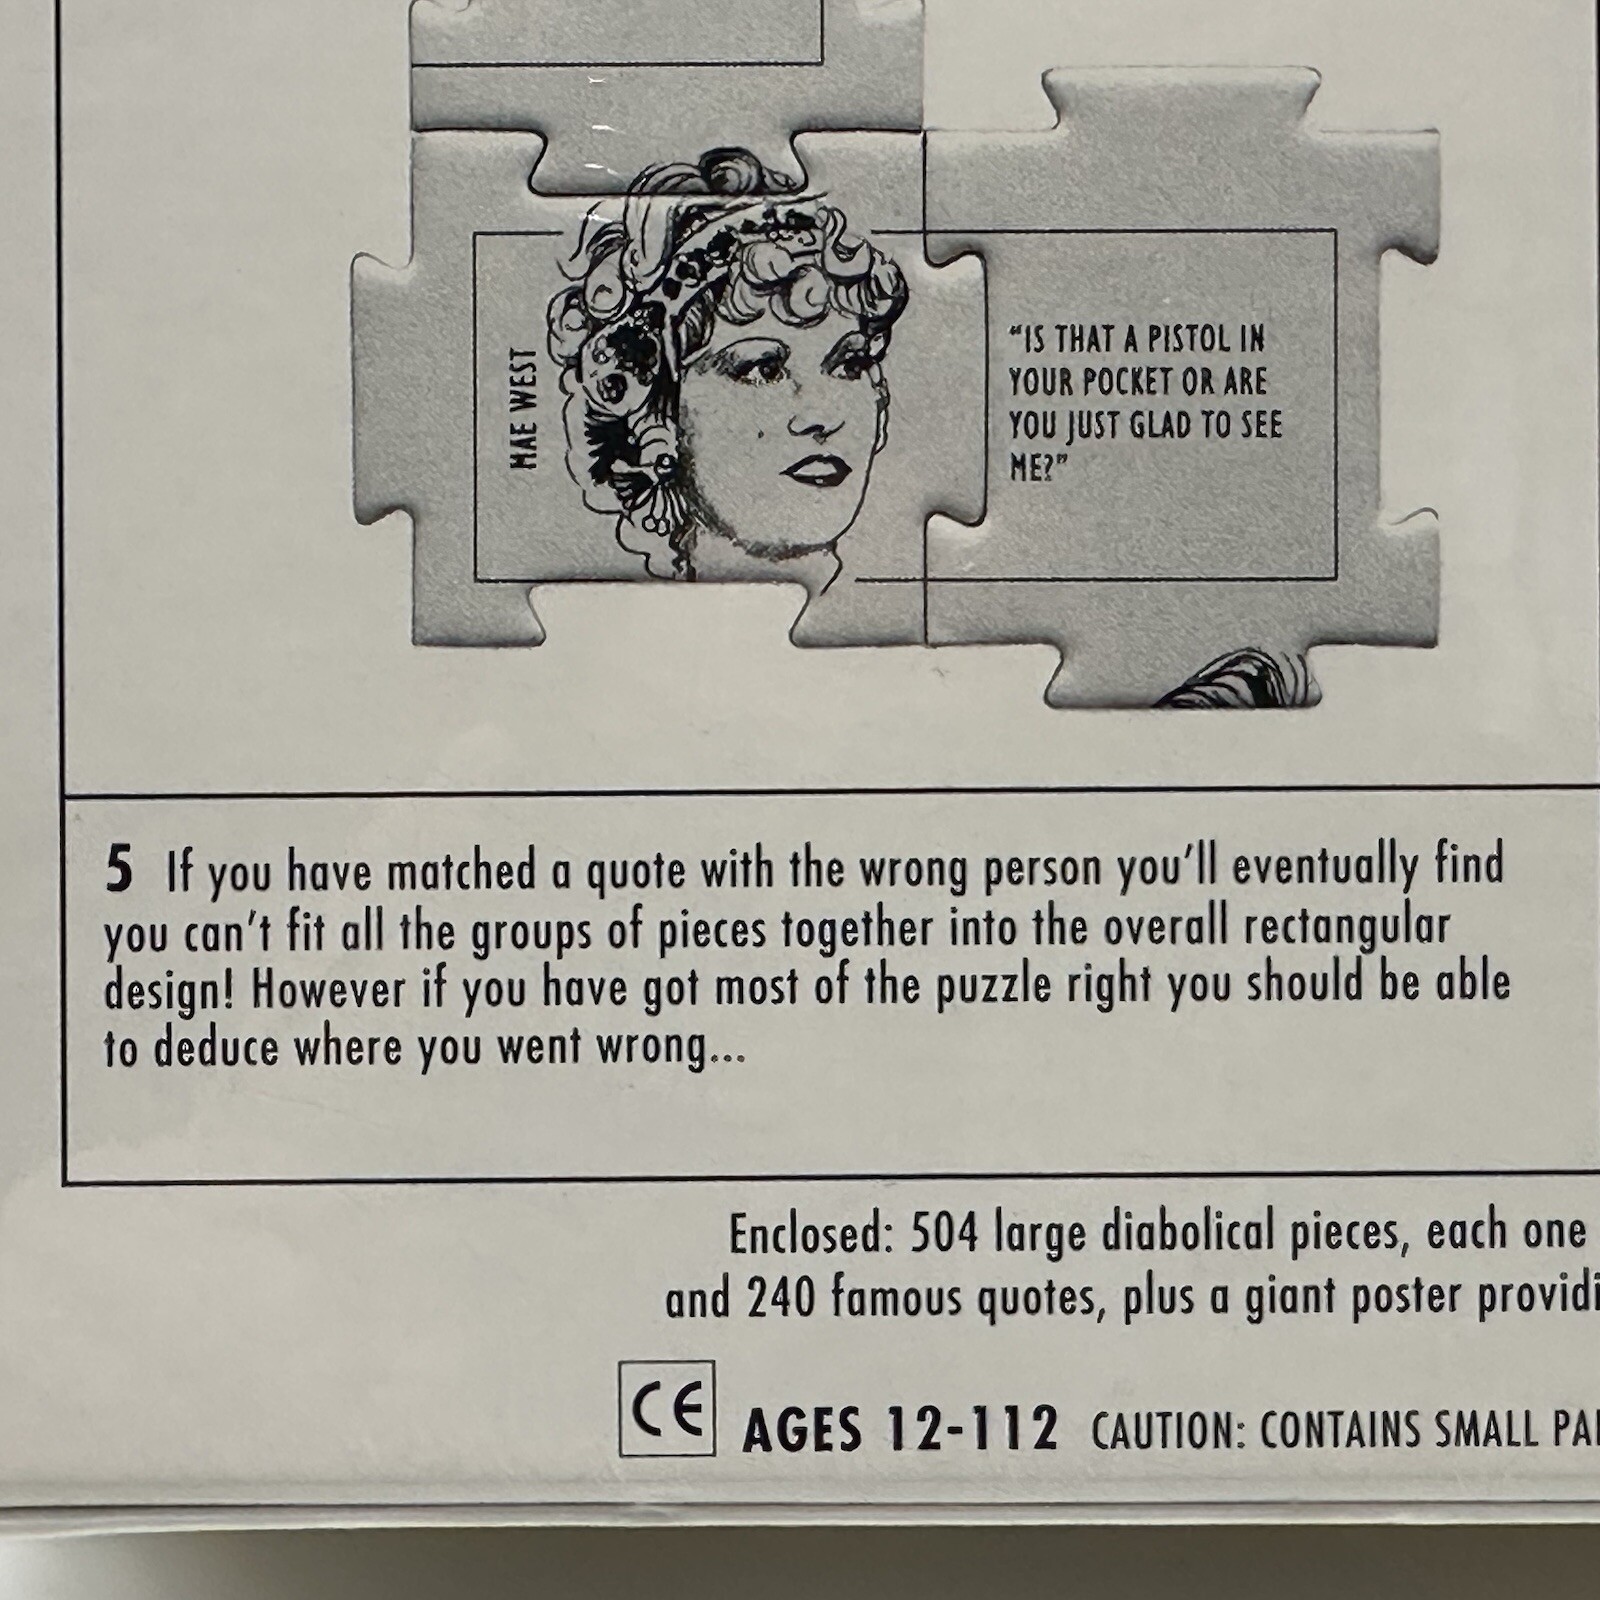 MAE WEST
“IS THAT A PISTOL IN
YOUR POCKET OR ARE
YOU JUST GLAD TO SEE
ME?”
5 If you have matched a quote with the wrong person you'll eventually find
you can't fit all the groups of pieces together into the overall rectangular
design! However if you have got most of the puzzle right you should be able
to deduce where you went wrong...
Enclosed: 504 large diabolical pieces, each one
and 240 famous quotes, plus a giant poster providi
CE AGES 12-112 CAUTION: CONTAINS SMALL PA